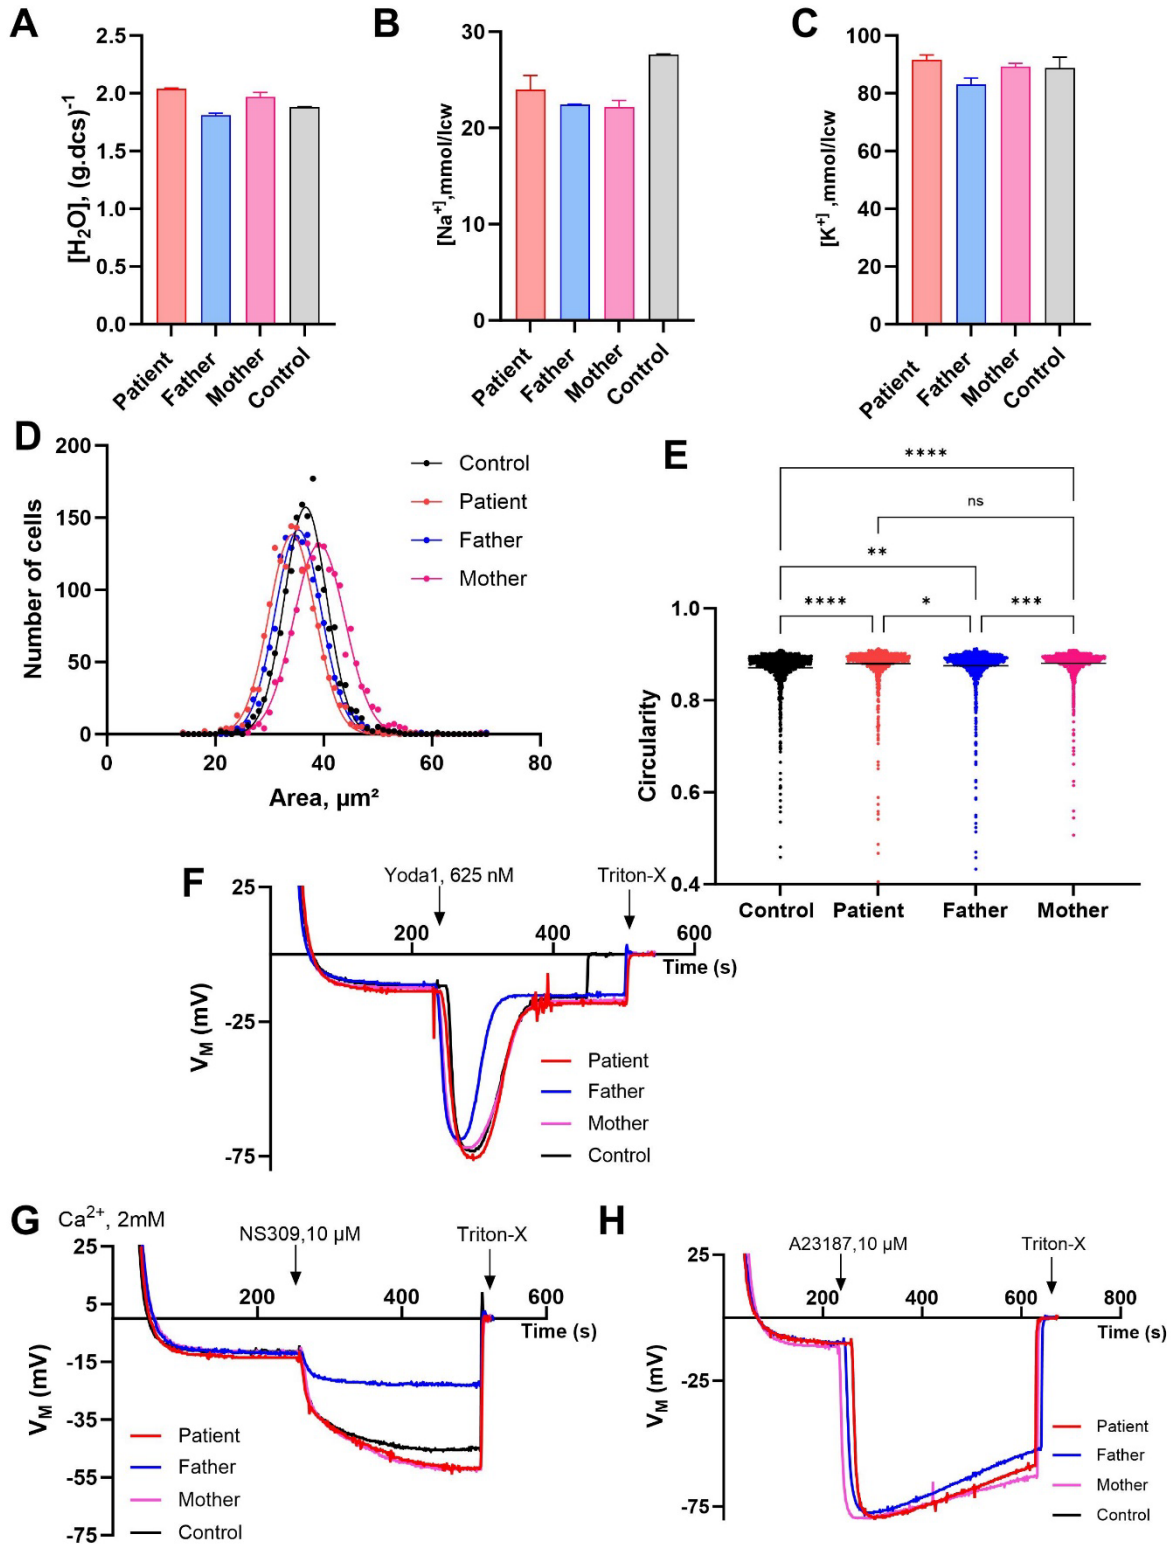 A
[H₂O], (g.dcs)⁻¹
2.5
2.0
1.5
1.0
0.5
0.0
Patient
Father
Mother
Control
B
[Na⁺],mmol/lcw
30
20
10
0
Patient
Father
Mother
Control
C
[K⁺] ,mmol/lcw
100
80
60
40
20
0
Patient
Father
Mother
Control
D
Number of cells
200
150
100
50
0
0 20 40 60 80
Area, µm²
Control
Patient
Father
Mother
E
****
ns
**
**** * ***
Circularity
1.0
0.8
0.6
0.4
Control Patient Father Mother
F
Yoda1, 625 nM
Triton-X
V_M (mV)
25
-25
-75
200 400 600
Time (s)
Patient
Father
Mother
Control
G
Ca²⁺, 2mM
NS309,10 µM
Triton-X
V_M (mV)
25
5
-15
-35
-55
-75
200 400 600
Time (s)
Patient
Father
Mother
Control
H
A23187,10 µM
Triton-X
V_M (mV)
25
-25
-75
200 400 600 800
Time (s)
Patient
Father
Mother
Control